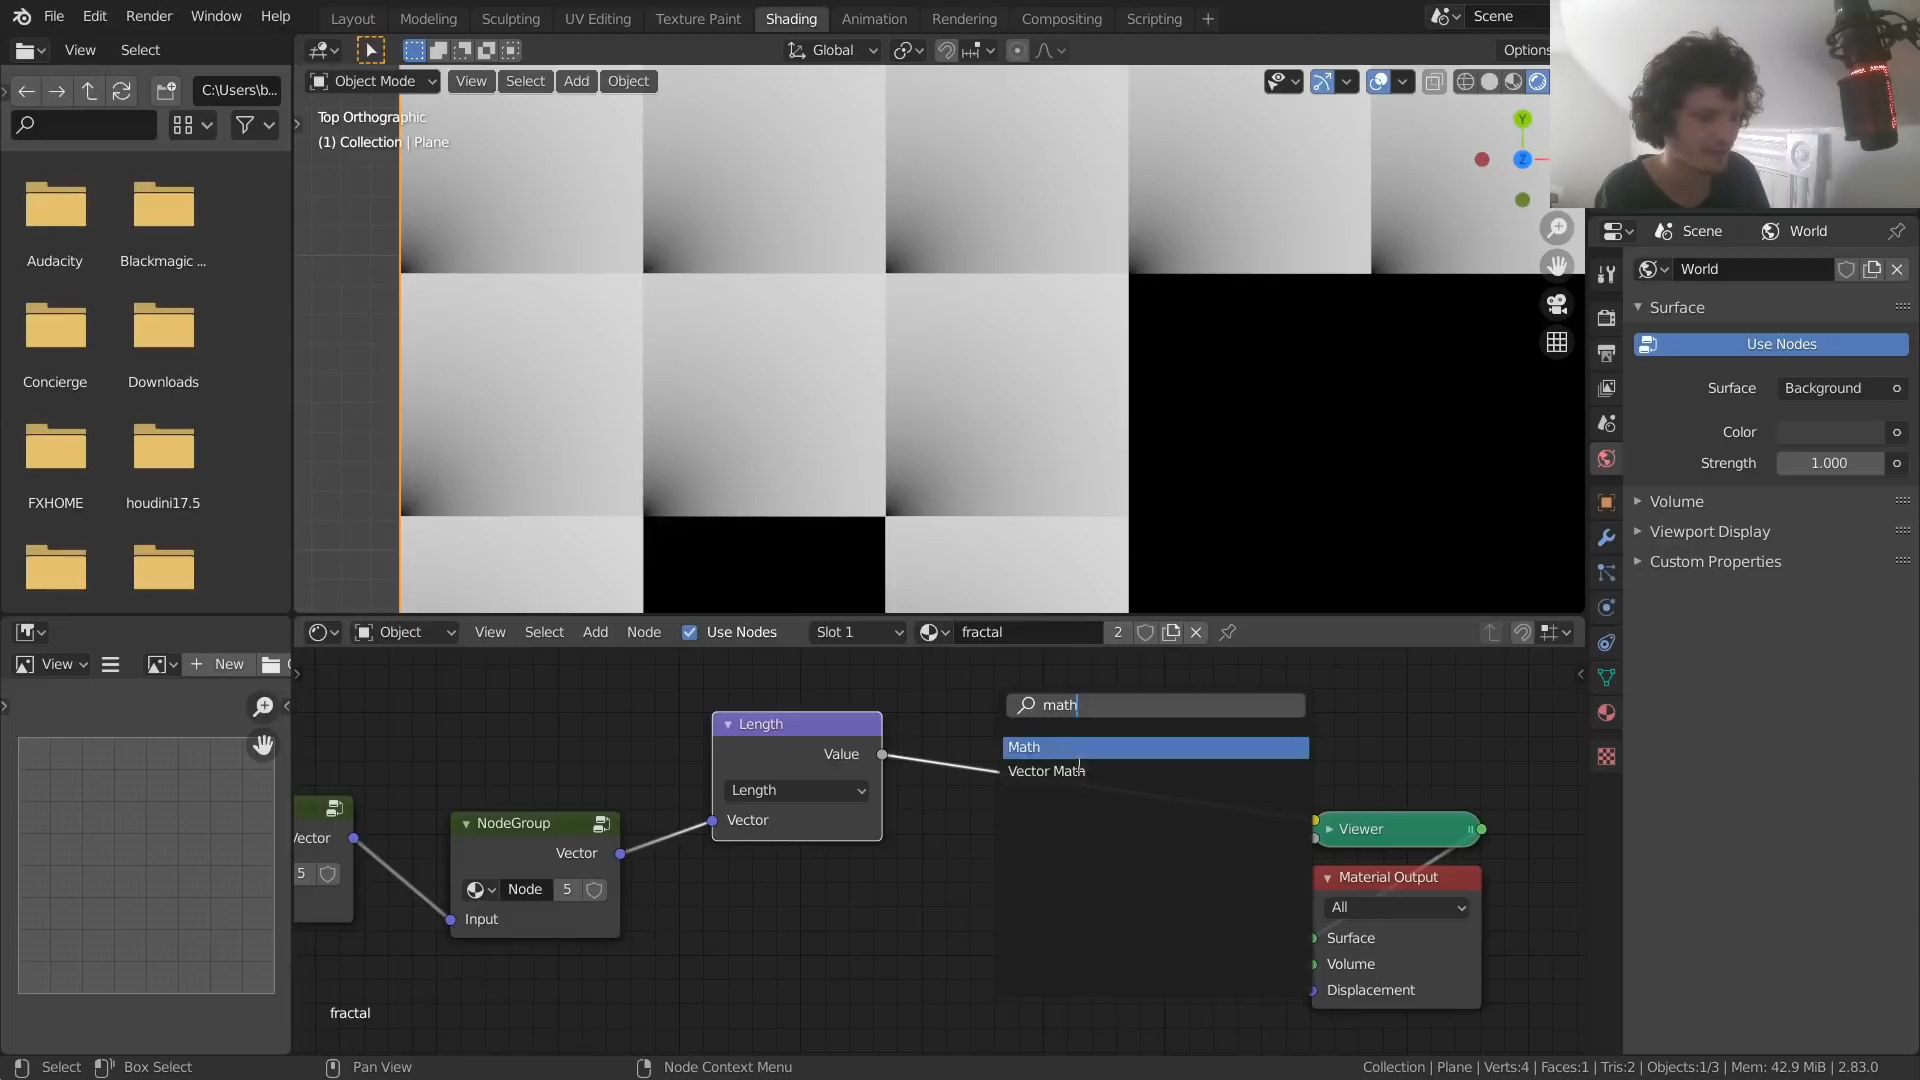 File Edit Render Window Help
Layout Modeling Sculpting UV Editing Texture Paint Shading Animation Rendering Compositing Scripting
Scene
View Select
Global
Options
C:\Users\b...
Object Mode View Select Add Object
Top Orthographic
(1) Collection | Plane
Y
Z
Audacity Blackmagic ...
Concierge Downloads
FXHOME houdini17.5
Scene World
World
Surface
Use Nodes
Surface Background
Color
Strength 1.000
Volume
Viewport Display
Custom Properties
View New
Object View Select Add Node Use Nodes Slot 1 fractal 2
math
Math
Vector Math
Length
Value
Length
Vector
NodeGroup
Vector
Node 5
Input
5
Viewer
Material Output
All
Surface
Volume
Displacement
fractal
Select Box Select Pan View Node Context Menu
Collection | Plane | Verts:4 | Faces:1 | Tris:2 | Objects:1/3 | Mem: 42.9 MiB | 2.83.0